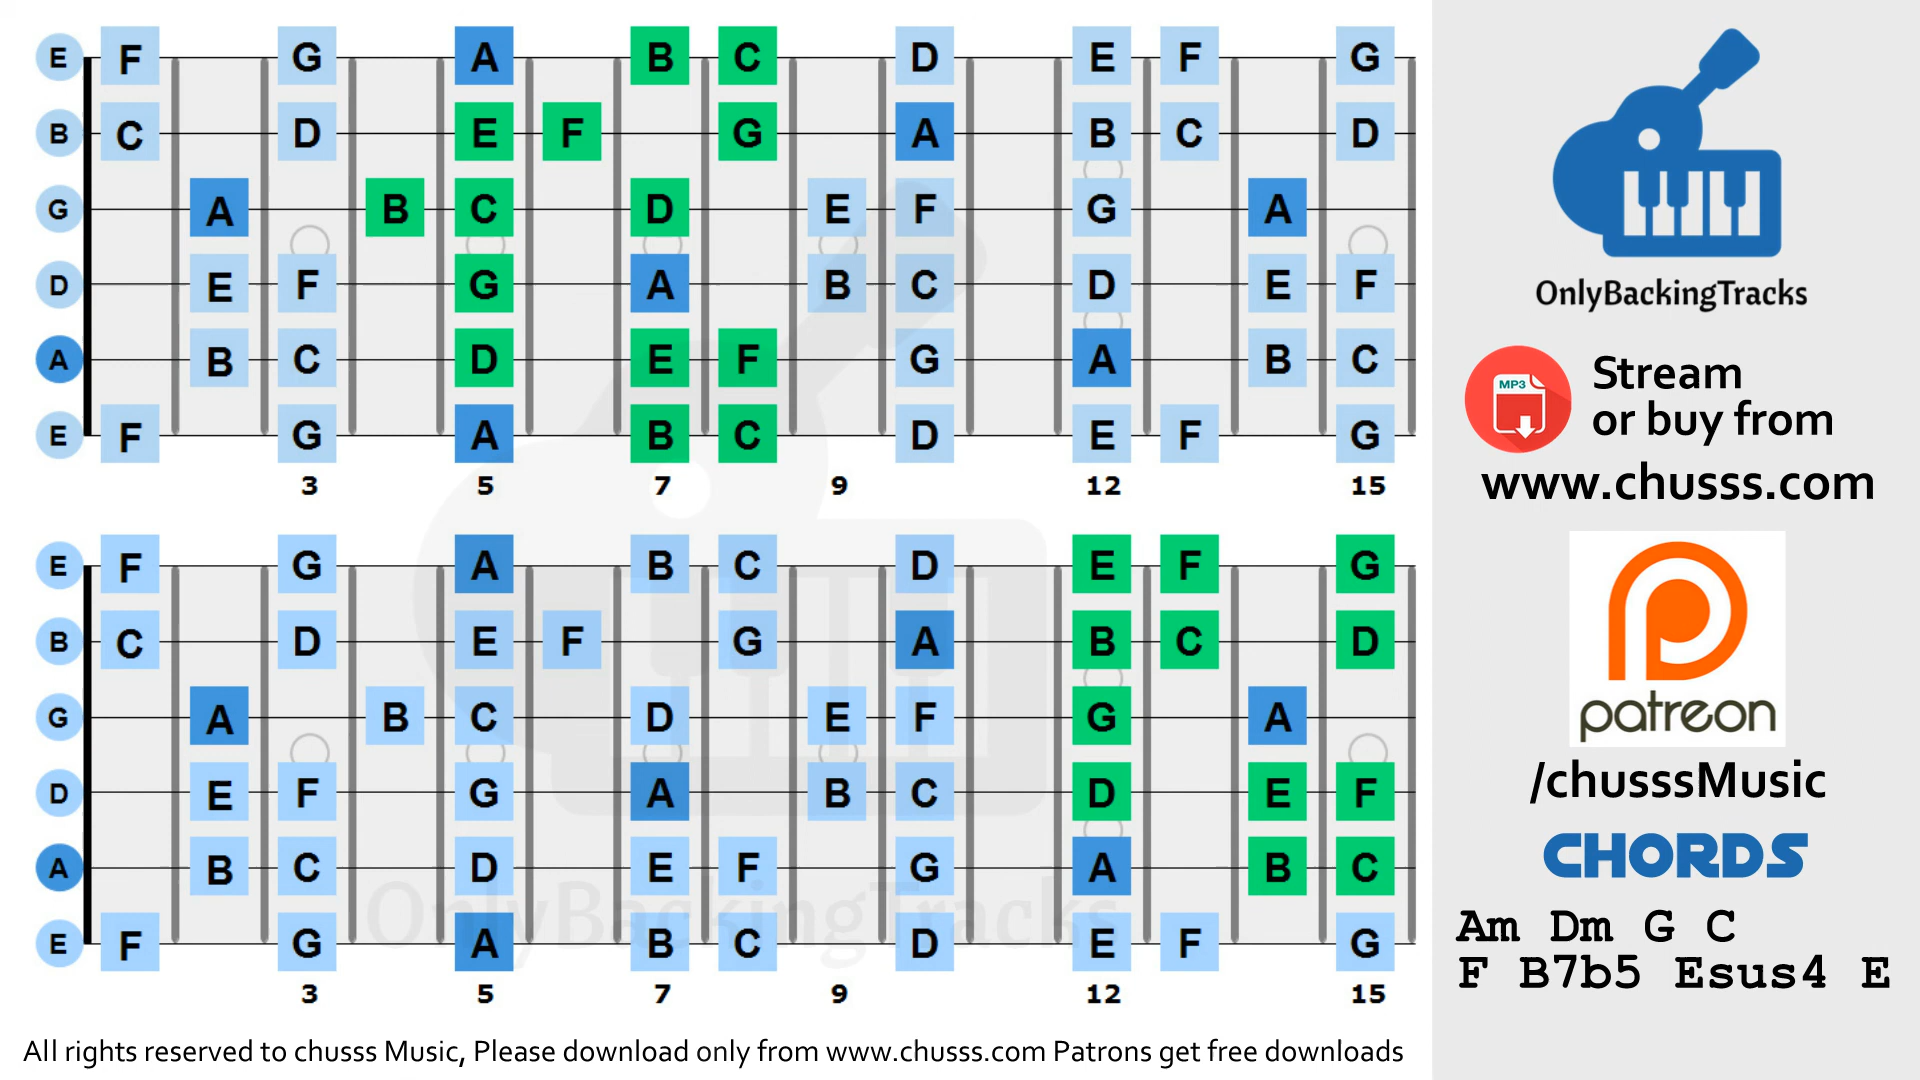 E F G A B C D E F G
B C D E F G A B C D
G A B C D E F G A
D E F G A B C D E F
A B C D E F G A B C
E F G A B C D E F G
3 5 7 9 12 15
E F G A B C D E F G
B C D E F G A B C D
G A B C D E F G A
D E F G A B C D E F
A B C D E F G A B C
E F G A B C D E F G
3 5 7 9 12 15
OnlyBackingTracks
All rights reserved to chusss Music, Please download only from www.chusss.com Patrons get free downloads
OnlyBackingTracks
MP3
Stream
or buy from
www.chusss.com
patreon
/chusssMusic
CHORDS
Am Dm G C
F B7b5 Esus4 E